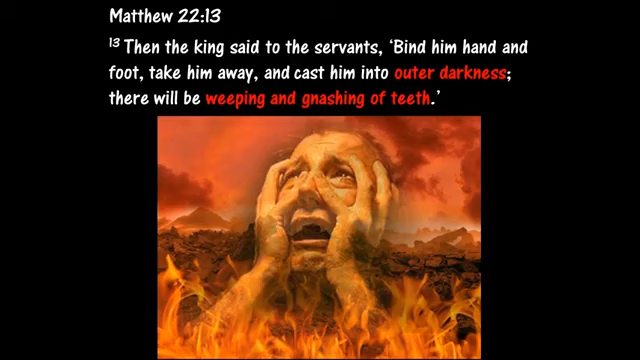 Matthew 22:13
13 Then the king said to the servants, ‘Bind him hand and
foot, take him away, and cast him into outer darkness;
there will be weeping and gnashing of teeth.’